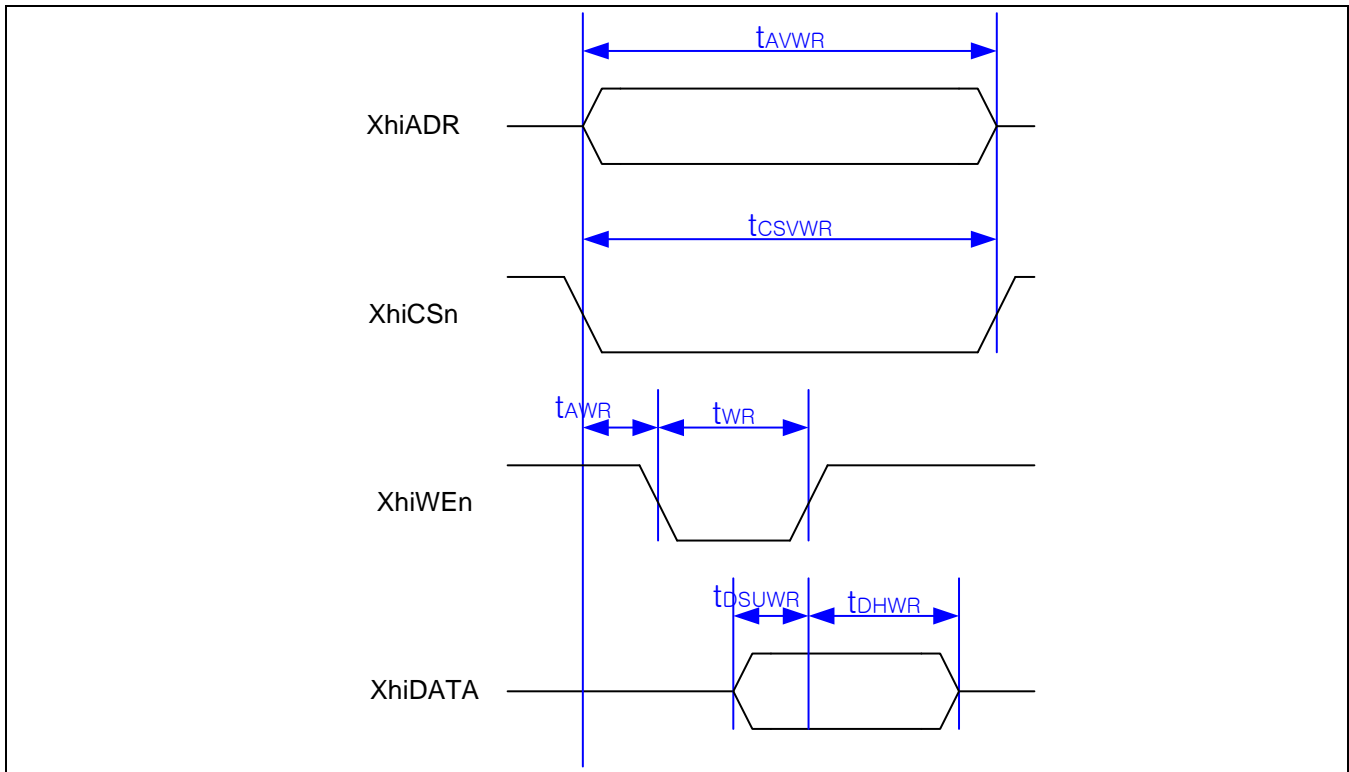 tAVWR
XhiADR
tCSVWR
XhiCSn
tAWR
tWR
XhiWEn
tDSUWR
tDHWR
XhiDATA